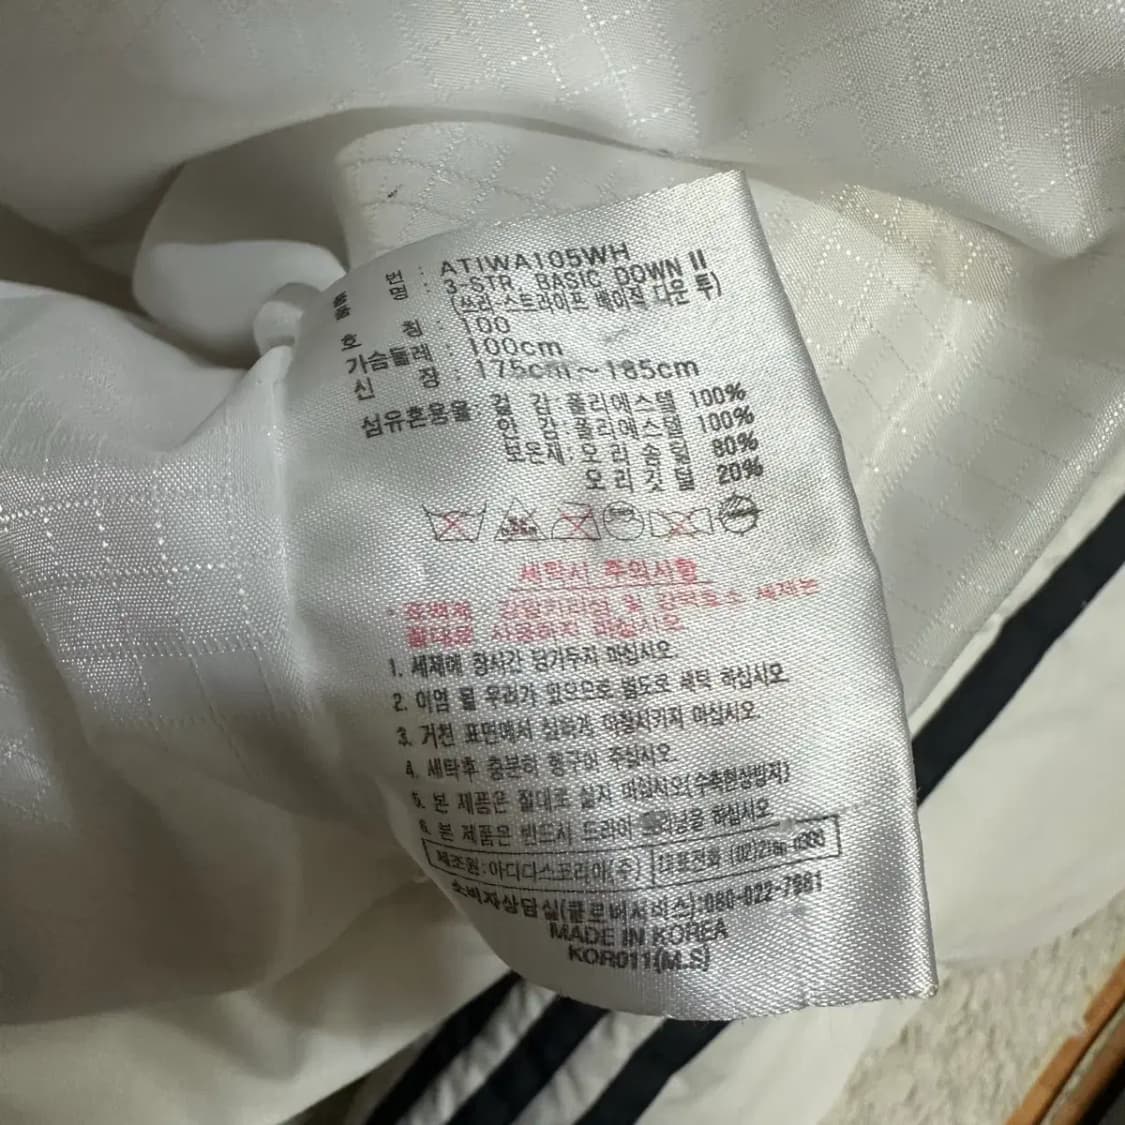 품 번 : ATIWA105WH
품 명 : 3-STR. BASIC DOWN II
(쓰리-스트라이프 베이직 다운 투)
호 칭 : 100
가슴둘레 : 100cm
신 장 : 175cm~185cm
섬유혼용율 겉 감:폴리에스텔 100%
안 감:폴리에스텔 100%
보온재:오리솜털 80%
오리깃털 20%
세탁시 주의사항
1. 세제에 장시간 담가두지 마십시오
2. 이염 될 우려가 있으므로 별도로 세탁 하십시오
3. 거친 표면에서 심하게 마찰시키지 마십시오.
4. 세탁후 충분히 헹구어 주십시오.
5. 본 제품은 절대로 삶지 마십시오(수축현상방지)
6. 본 제품은 반드시 드라이 크리닝을 하십시오
제조원:아디다스코리아(주) 대표전화 (02)
소비자상담실(클로버서비스):080-022-7981
MADE IN KOREA
KOR011(M.S)